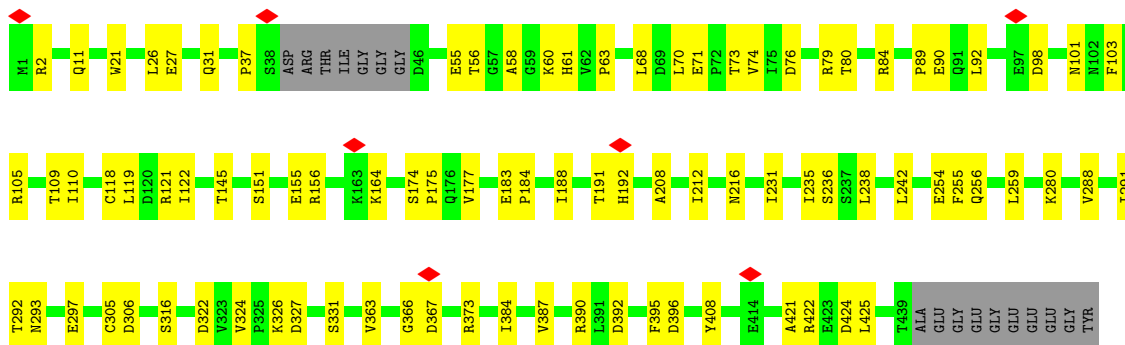 M1 R2 Q11 W21 L26 E27 Q31 P37 S38 ASP ARG THR ILE GLY GLY GLY D46 E55 T56 G57 A58 G59 K60 H61 V62 P63 L68 D69 L70 E71 P72 T73 V74 I75 D76 R79 T80 R84 P89 E90 Q91 L92 E97 D98 N101 N102 F103
R105 T109 I110 C118 L119 D120 R121 I122 T145 S151 E155 R156 K163 K164 S174 P175 Q176 V177 E183 P184 I188 T191 H192 A208 I212 N216 I231 I235 S236 S237 L238 L242 E254 F255 Q256 L259 K280 V288
T292 N293 E297 C305 D306 S316 D322 V323 V324 P325 K326 D327 S331 V363 G366 D367 R373 I384 V387 R390 L391 D392 F395 D396 Y408 E414 A421 R422 E423 D424 L425 T439 ALA GLU GLY GLU GLY GLU GLU GLU GLY TYR